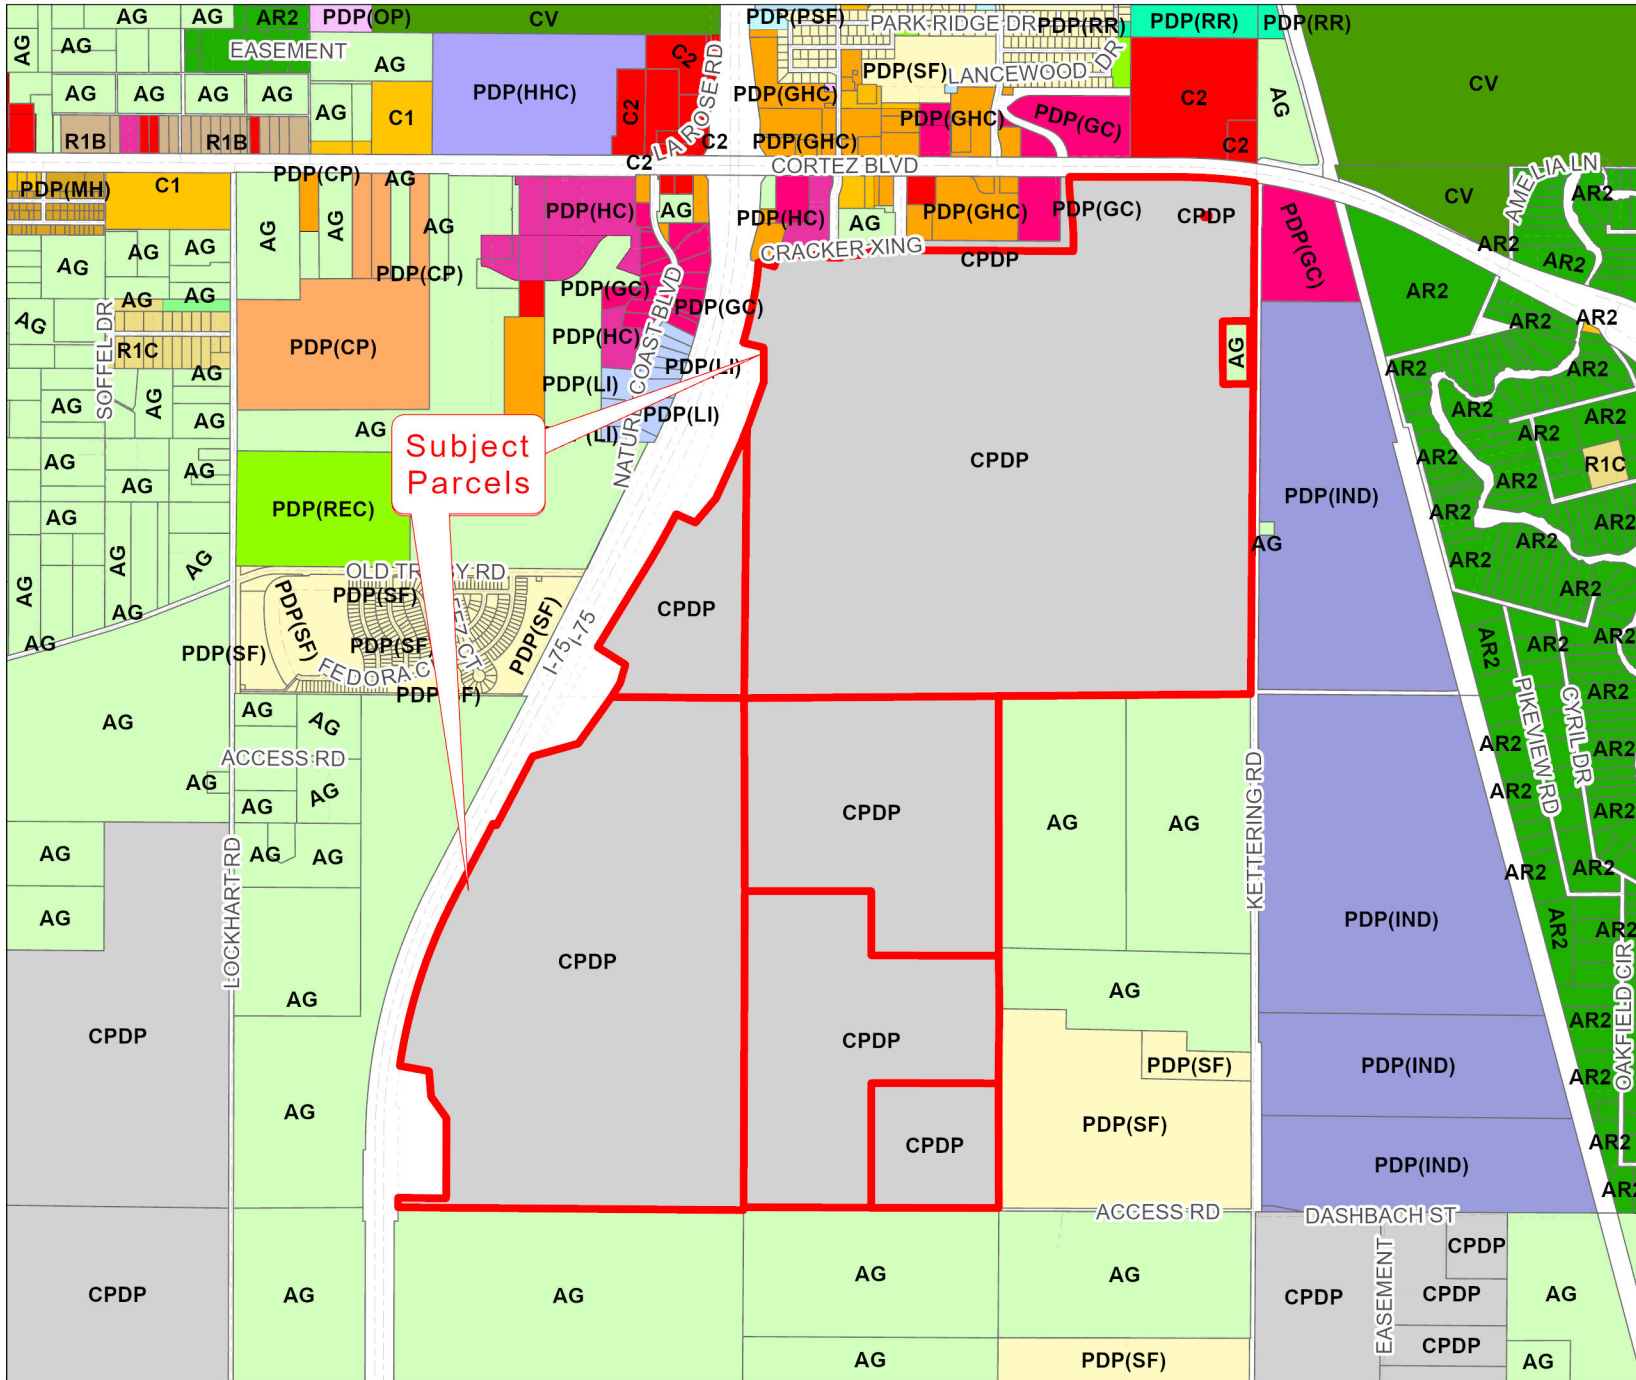 AG
AG
AR2
PDP(OP)
CV
PDP(PSF)
PARK RIDGE DR
PDP(RR)
PDP(RR)
PDP(RR)
AG
AG
EASEMENT
AG
C2
LA ROSE RD
PDP(SF)
LANCEWOOD DR
CV
AG
AG
AG
AG
AG
C1
PDP(HHC)
C2
PDP(GHC)
PDP(GHC)
PDP(GC)
C2
AG
R1B
R1B
C2
PDP(GHC)
C2
C2
CORTEZ BLVD
PDP(MH)
C1
PDP(CP)
AG
AMELIA LN
AR2
CV
AG
AG
AG
PDP(HC)
AG
PDP(HC)
AG
PDP(GHC)
PDP(GC)
CPDP
PDP(GC)
AR2
AG
AG
AG
CRACKER XING
CPDP
AR2
AG
AG
PDP(CP)
PDP(GC)
PDP(GC)
AR2
AG
SOFFEL DR
R1C
PDP(CP)
PDP(HC)
NATURE COAST BLVD
AG
AR2
AR2
AG
PDP(LI)
PDP(LI)
AR2
AR2
AG
AG
AG
AG
PDP(LI)
(LI)
AR2
AR2
AR2
Subject
Parcels
AG
AG
AG
CPDP
AR2
R1C
AR2
AG
PDP(REC)
PDP(IND)
AR2
AR2
AG
AG
AG
AG
AR2
AR2
AG
OLD TR
Y RD
PDP(SF)
PDP(SF)
PDP(SF)
CPDP
AR2
AG
AG
PDP(SF)
PDP(SF
FEDORA C
EZ CT
I-75
I-75
AR2
AR2
AR2
PDP
F)
AR2
AG
AG
AG
PIKEVIEW RD
CYRIL DR
AR2
AR2
ACCESS RD
AG
AG
AG
KETTERING RD
AR2
AR2
AG
AG
AG
CPDP
AG
AG
AR2
AR2
LOCKHART RD
AG
PDP(IND)
AR2
AR2
CPDP
AG
AG
OAKFIELD CIR
AR2
CPDP
CPDP
PDP(SF)
PDP(IND)
AR2
AG
PDP(SF)
CPDP
PDP(IND)
AR2
AR2
ACCESS RD
DASHBACH ST
CPDP
AG
AG
CPDP
AG
AG
CPDP
EASEMENT
CPDP
AG
CPDP
AG
PDP(SF)
AG